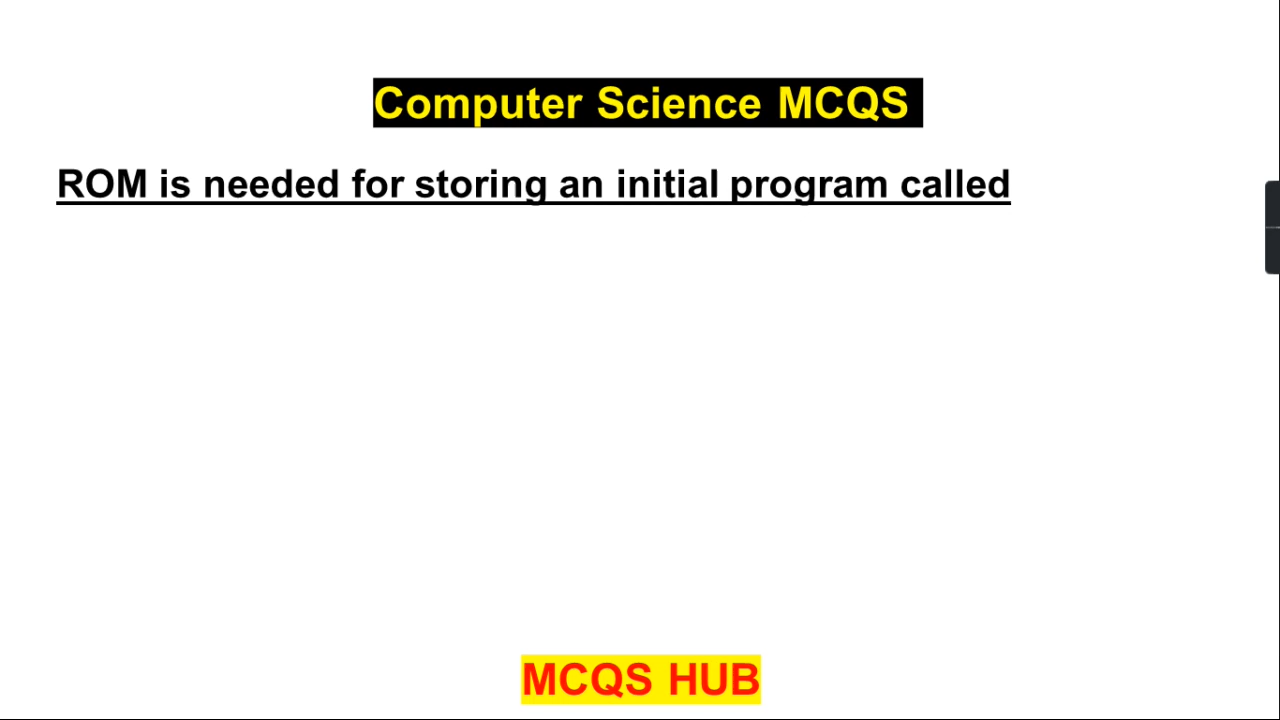 Computer Science MCQS
ROM is needed for storing an initial program called
MCQS HUB